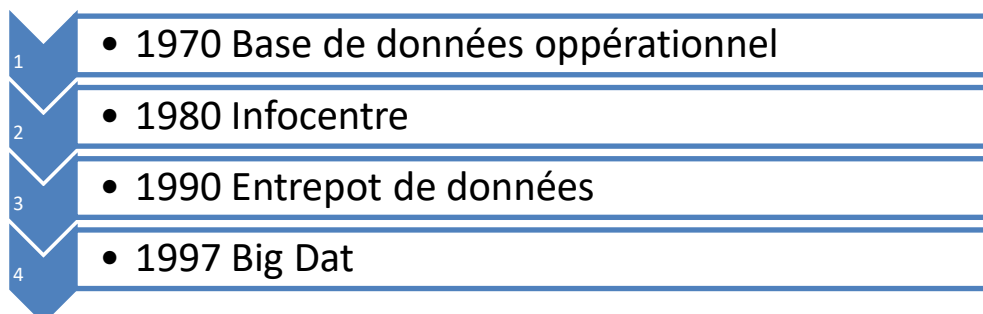 1 • 1970 Base de données oppérationnel
2 • 1980 Infocentre
3 • 1990 Entrepot de données
4 • 1997 Big Dat